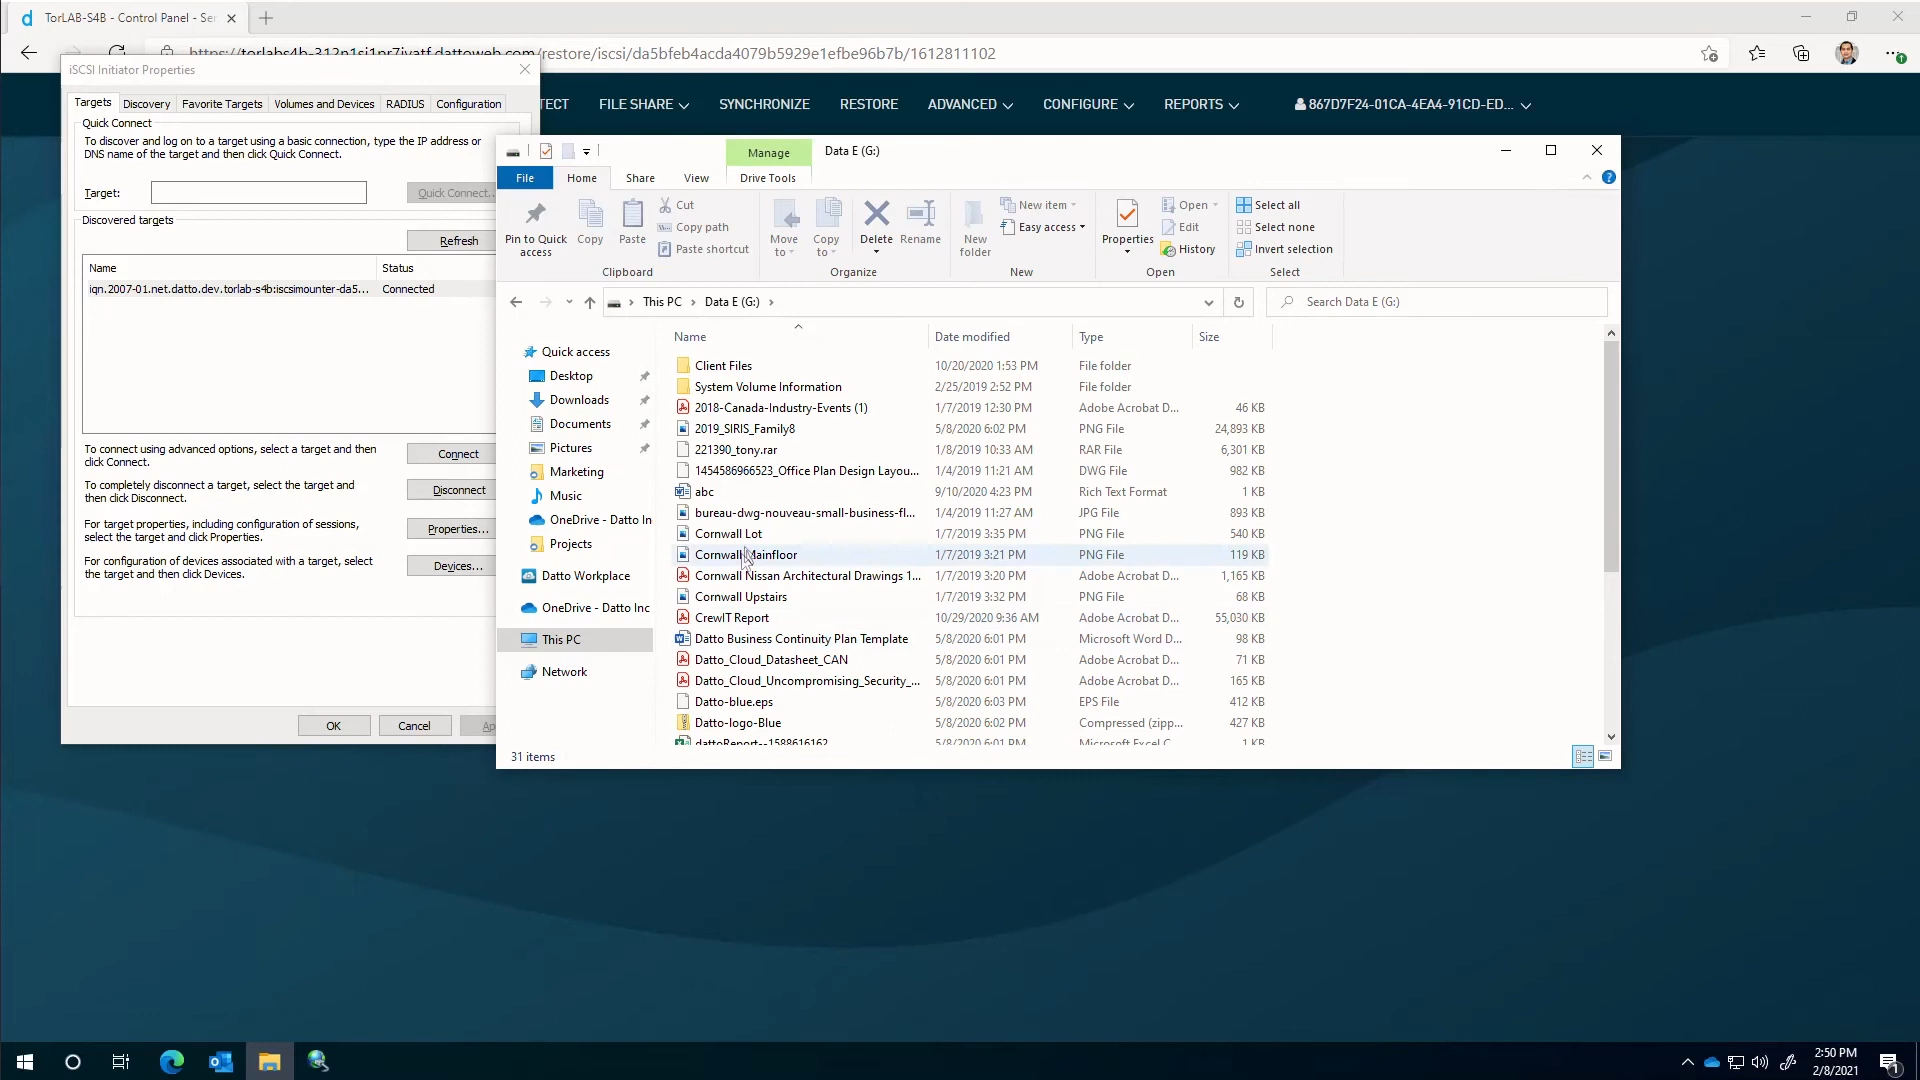 TorLAB-S4B - Control Panel - Ser
https://torlabs4b-312n1si1nr7ivatf.dattoweb.com/restore/iscsi/da5bfeb4acda4079b5929e1efbe96b7b/1612811102
iSCSI Initiator Properties
Targets Discovery Favorite Targets Volumes and Devices RADIUS Configuration
TECT FILE SHARE SYNCHRONIZE RESTORE ADVANCED CONFIGURE REPORTS 867D7F24-01CA-4EA4-91CD-ED...
Quick Connect
To discover and log on to a target using a basic connection, type the IP address or
DNS name of the target and then click Quick Connect.
Target:
Quick Connect..
Discovered targets
Refresh
Name Status
iqn.2007-01.net.datto.dev.torlab-s4b:iscsimounter-da5... Connected
To connect using advanced options, select a target and then
click Connect.
Connect
To completely disconnect a target, select the target and
then click Disconnect.
Disconnect
For target properties, including configuration of sessions,
select the target and click Properties.
Properties...
For configuration of devices associated with a target, select
the target and then click Devices.
Devices...
OK Cancel Ap
Manage
Data E (G:)
File Home Share View Drive Tools
Pin to Quick
access
Copy
Paste
Cut
Copy path
Paste shortcut
Clipboard
Move
to
Copy
to
Delete
Rename
Organize
New
folder
New item
Easy access
New
Properties
Open
Edit
History
Open
Select all
Select none
Invert selection
Select
This PC Data E (G:)
Search Data E (G:)
Quick access
Desktop
Downloads
Documents
Pictures
Marketing
Music
OneDrive - Datto In
Projects
Datto Workplace
OneDrive - Datto Inc
This PC
Network
Name Date modified Type Size
Client Files 10/20/2020 1:53 PM File folder
System Volume Information 2/25/2019 2:52 PM File folder
2018-Canada-Industry-Events (1) 1/7/2019 12:30 PM Adobe Acrobat D... 46 KB
2019_SIRIS_Family8 5/8/2020 6:02 PM PNG File 24,893 KB
221390_tony.rar 1/8/2019 10:33 AM RAR File 6,301 KB
1454586966523_Office Plan Design Layou... 1/4/2019 11:21 AM DWG File 982 KB
abc 9/10/2020 4:23 PM Rich Text Format 1 KB
bureau-dwg-nouveau-small-business-fl... 1/4/2019 11:27 AM JPG File 893 KB
Cornwall Lot 1/7/2019 3:35 PM PNG File 540 KB
Cornwall Mainfloor 1/7/2019 3:21 PM PNG File 119 KB
Cornwall Nissan Architectural Drawings 1... 1/7/2019 3:20 PM Adobe Acrobat D... 1,165 KB
Cornwall Upstairs 1/7/2019 3:32 PM PNG File 68 KB
CrewIT Report 10/29/2020 9:36 AM Adobe Acrobat D... 55,030 KB
Datto Business Continuity Plan Template 5/8/2020 6:01 PM Microsoft Word D... 98 KB
Datto_Cloud_Datasheet_CAN 5/8/2020 6:01 PM Adobe Acrobat D... 71 KB
Datto_Cloud_Uncompromising_Security_... 5/8/2020 6:01 PM Adobe Acrobat D... 165 KB
Datto-blue.eps 5/8/2020 6:03 PM EPS File 412 KB
Datto-logo-Blue 5/8/2020 6:02 PM Compressed (zipp... 427 KB
dattoReport--1588616162 5/8/2020 6:01 PM Microsoft Excel C... 1 KB
31 items
2:50 PM
2/8/2021
1